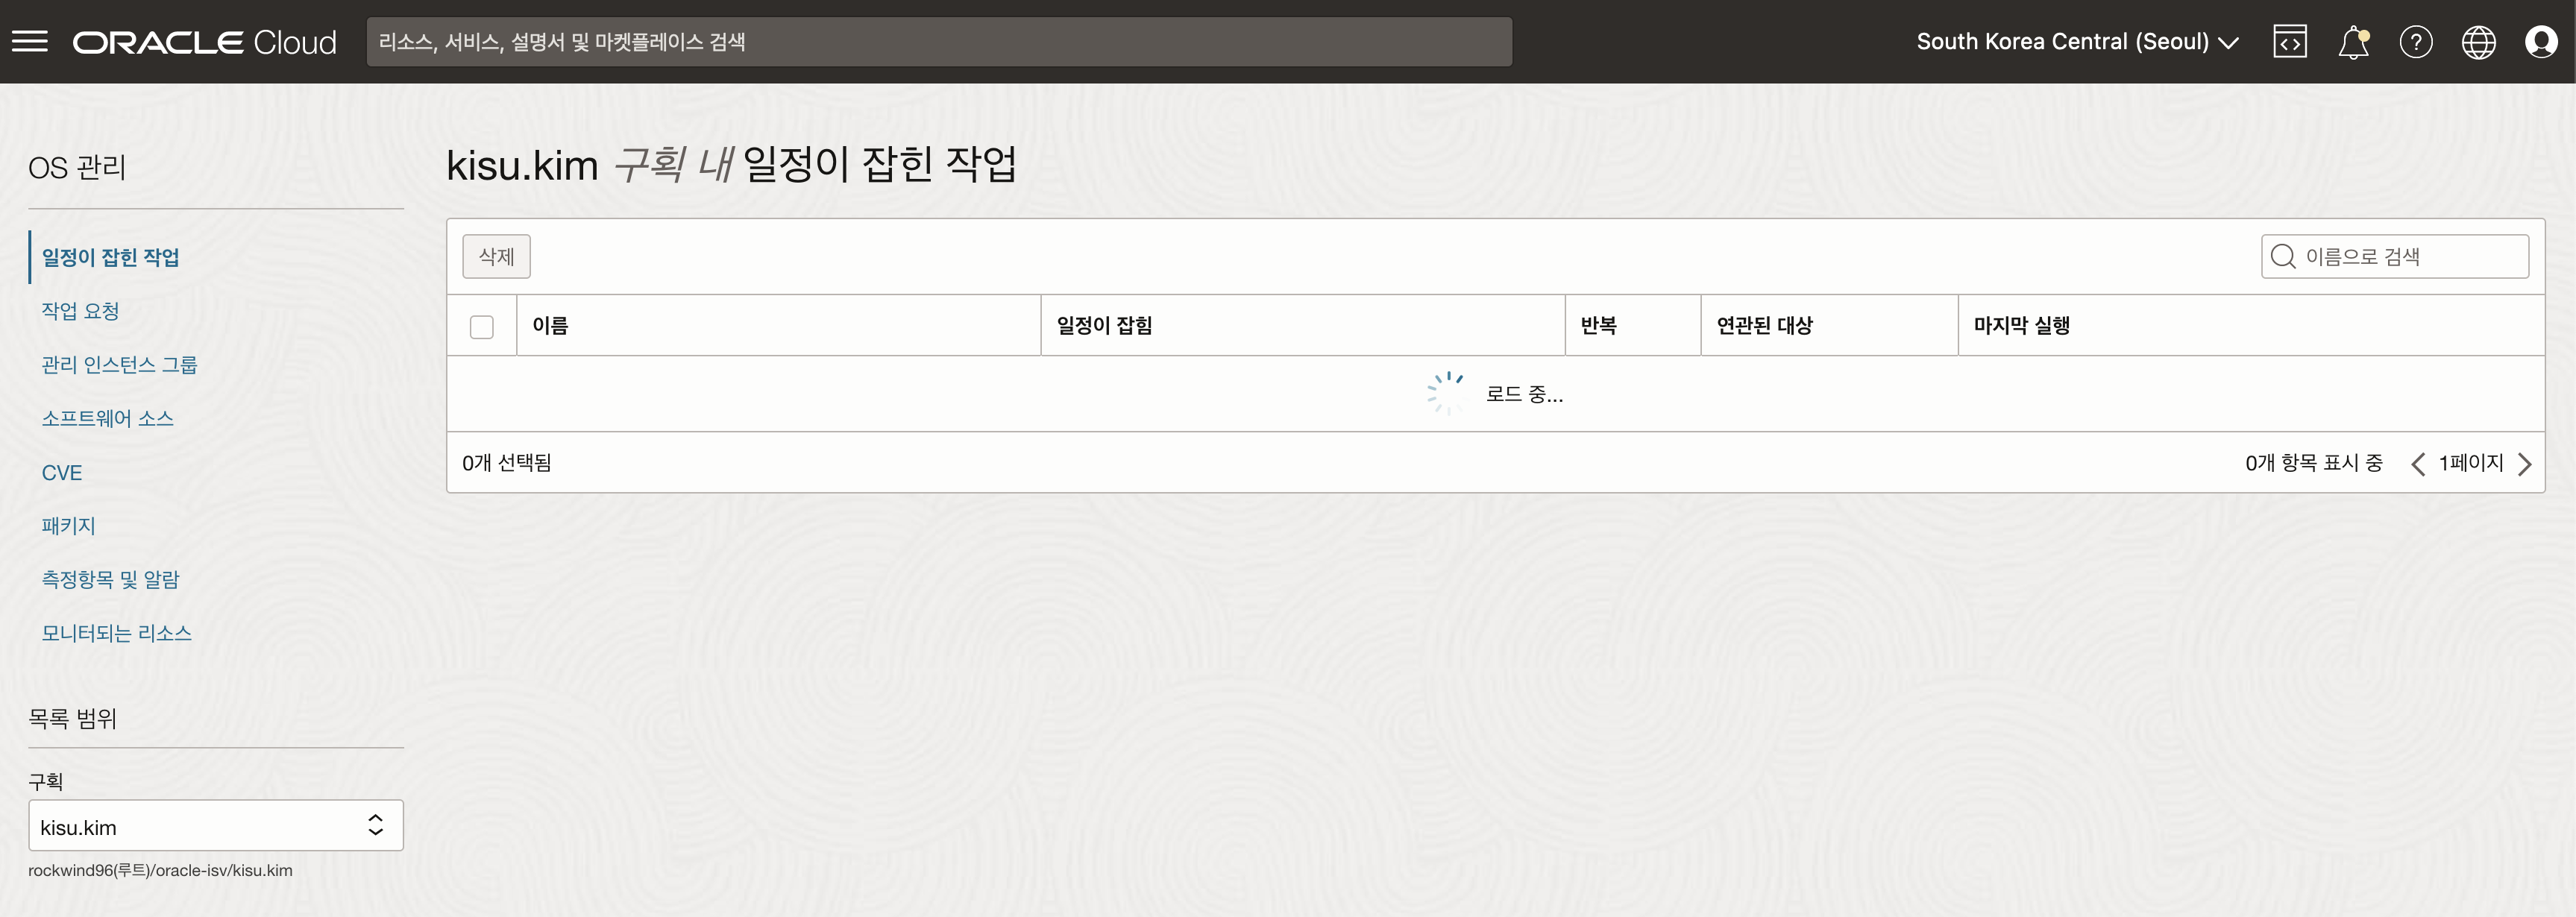 ORACLE Cloud
리소스, 서비스, 설명서 및 마켓플레이스 검색
South Korea Central (Seoul)
OS 관리
일정이 잡힌 작업
작업 요청
관리 인스턴스 그룹
소프트웨어 소스
CVE
패키지
측정항목 및 알람
모니터되는 리소스
목록 범위
구획
kisu.kim
rockwind96(루트)/oracle-isv/kisu.kim
kisu.kim 구획 내 일정이 잡힌 작업
삭제
이름으로 검색
이름 일정이 잡힘 반복 연관된 대상 마지막 실행
로드 중...
0개 선택됨
0개 항목 표시 중 1페이지